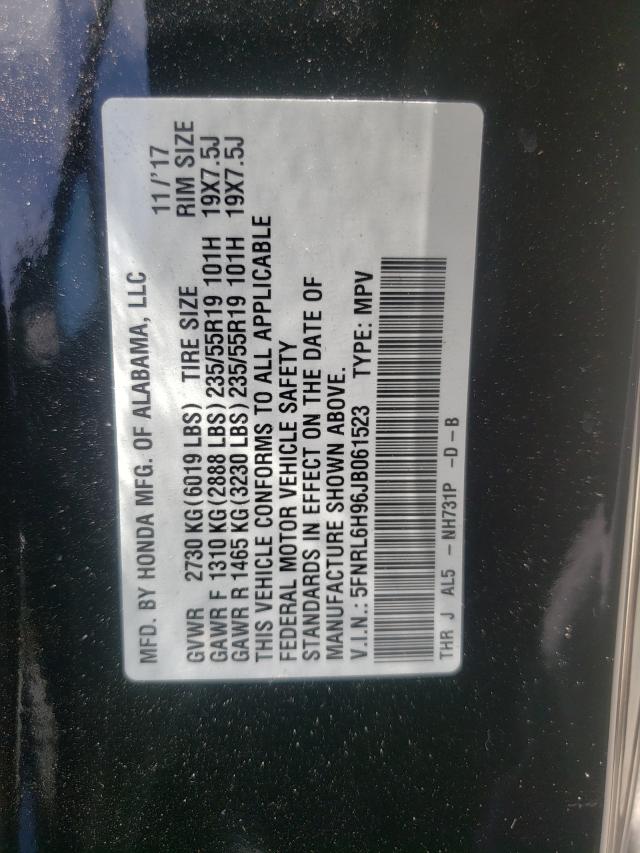 MFD. BY HONDA MFG. OF ALABAMA, LLC 11/'17
GVWR 2730 KG(6019 LBS) TIRE SIZE RIM SIZE
GAWR F 1310 KG(2888 LBS)235/55R19 101H 19X7.5J
GAWR R 1465 KG(3230 LBS)235/55R19 101H 19X7.5J
THIS VEHICLE CONFORMS TO ALL APPLICABLE
FEDERAL MOTOR VEHICLE SAFETY
STANDARDS IN EFFECT ON THE DATE OF
MANUFACTURE SHOWN ABOVE.
V.I.N.: 5FNRL6H96JB061523 TYPE: MPV
THR J AL5 - NH731P -D-B